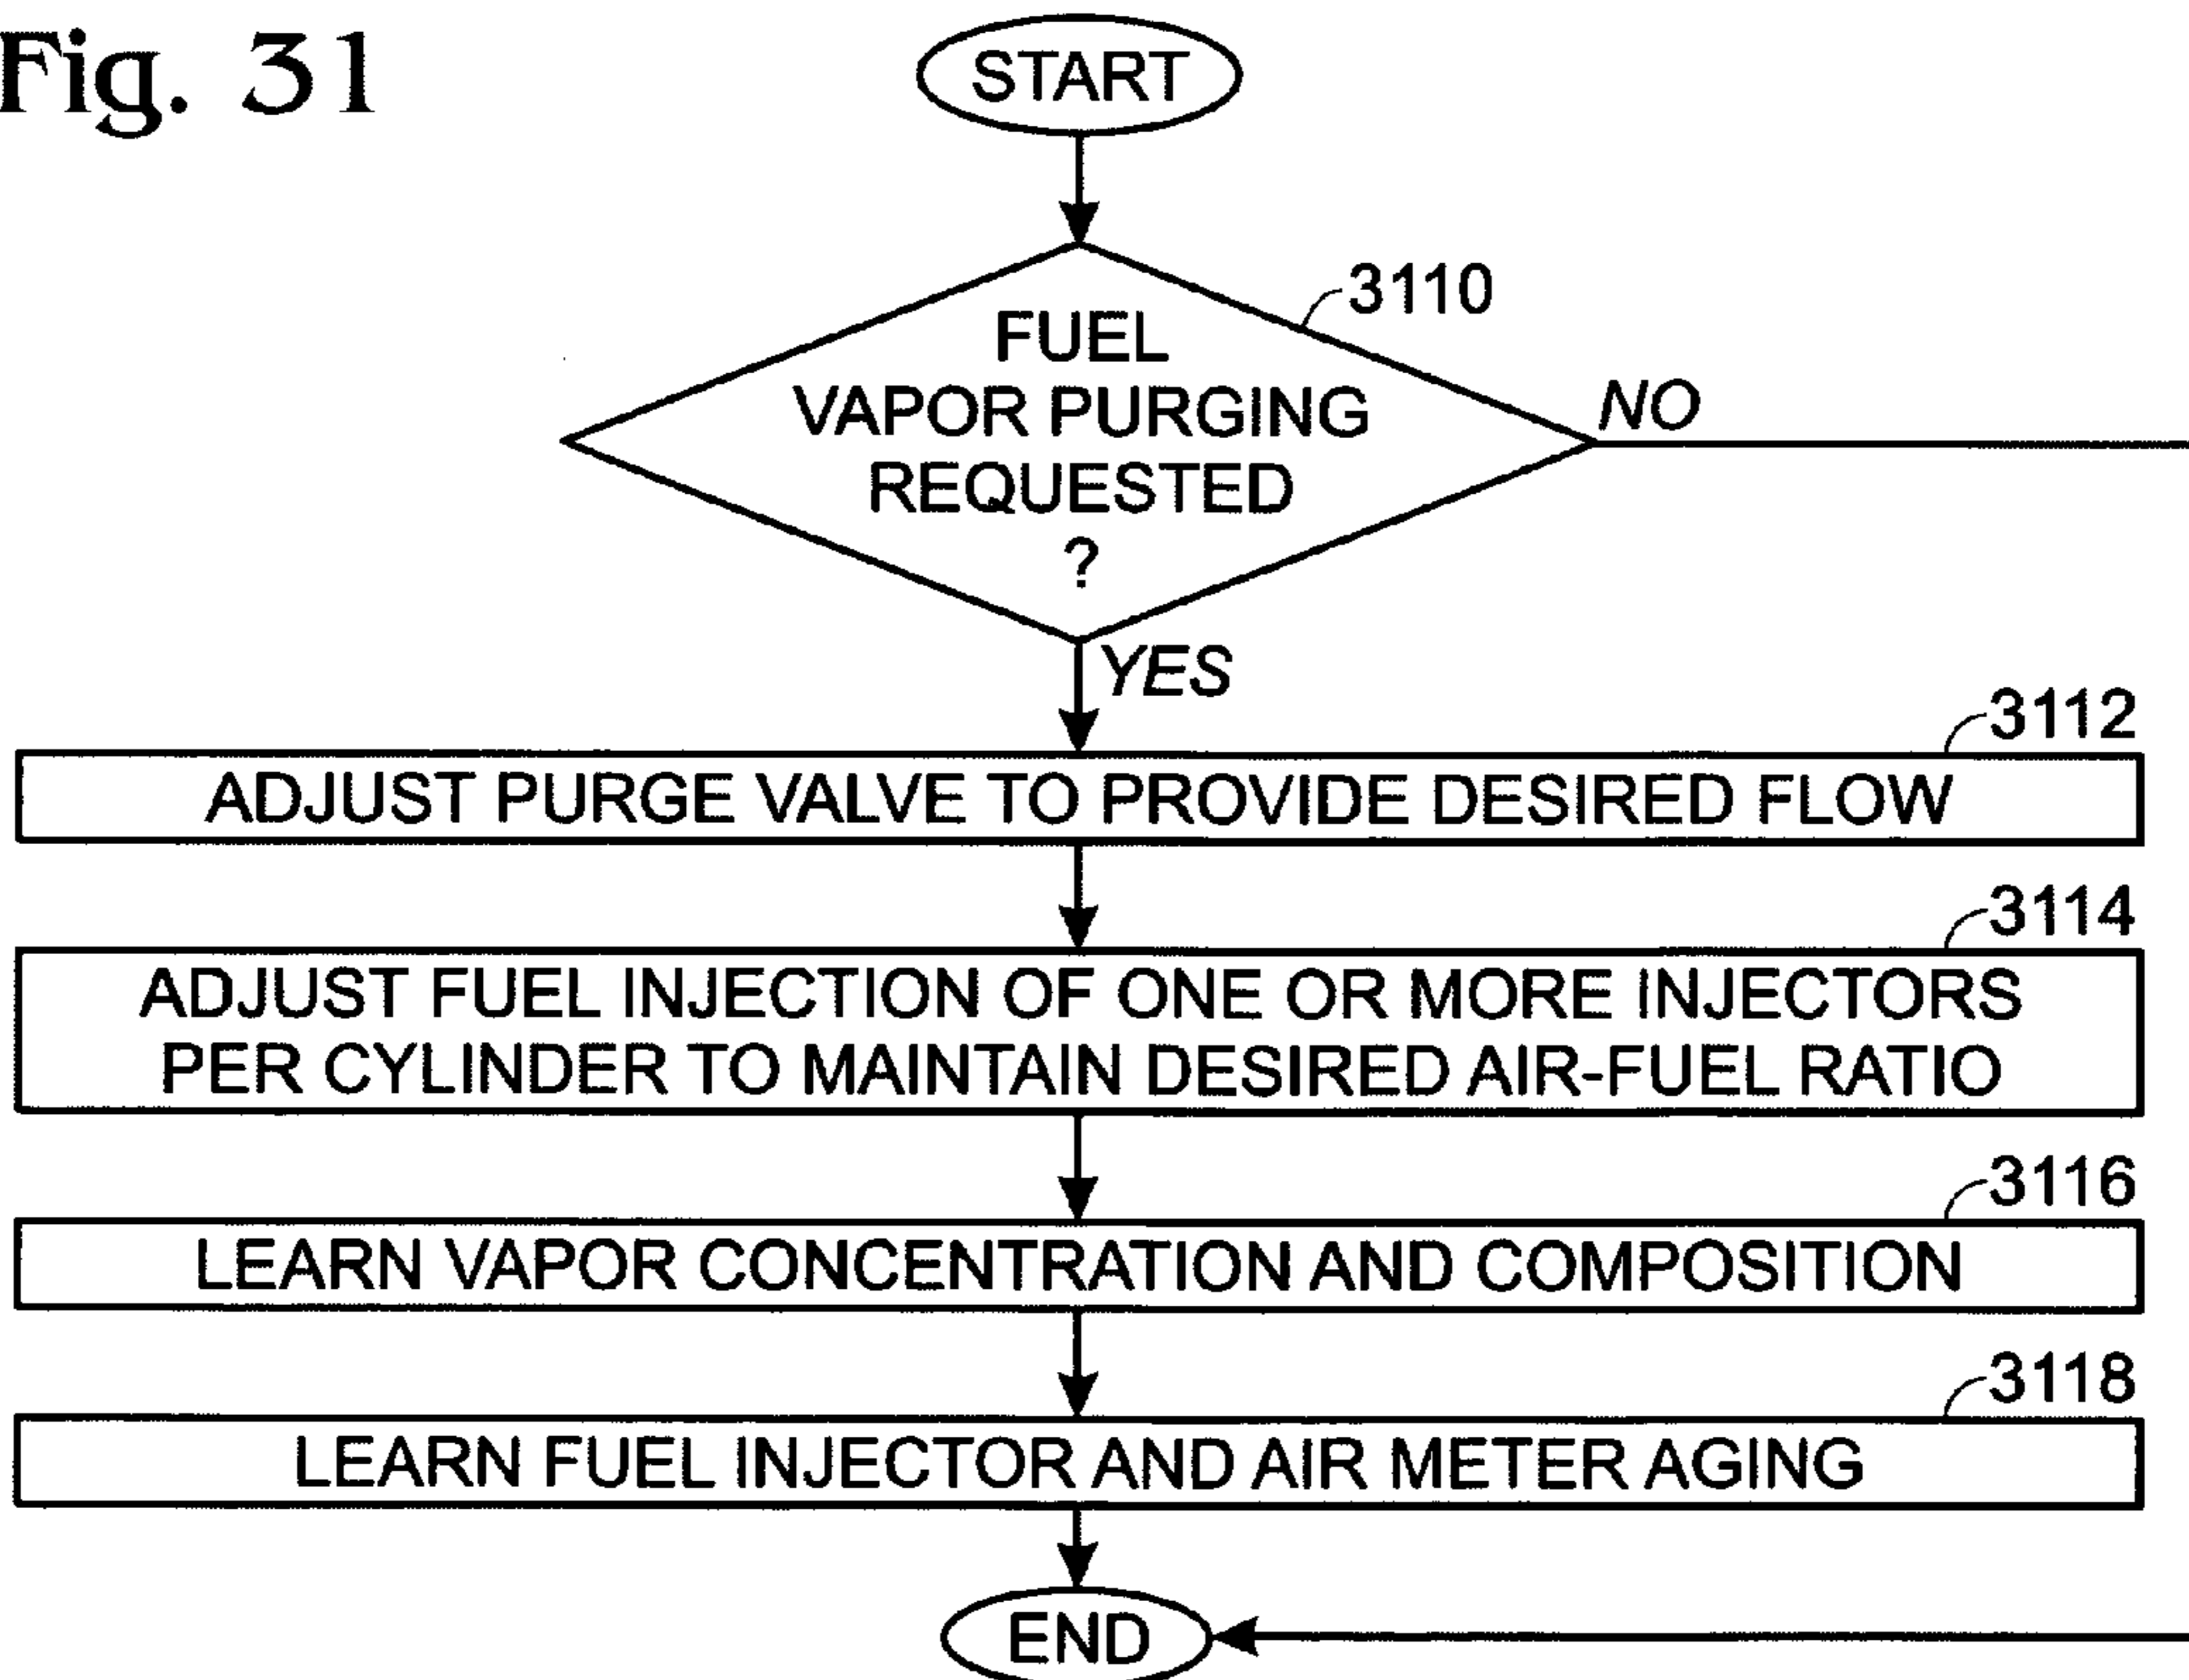 Fig. 31
START
3110
FUEL
VAPOR PURGING
REQUESTED
?
NO
YES
3112
ADJUST PURGE VALVE TO PROVIDE DESIRED FLOW
3114
ADJUST FUEL INJECTION OF ONE OR MORE INJECTORS
PER CYLINDER TO MAINTAIN DESIRED AIR-FUEL RATIO
3116
LEARN VAPOR CONCENTRATION AND COMPOSITION
3118
LEARN FUEL INJECTOR AND AIR METER AGING
END